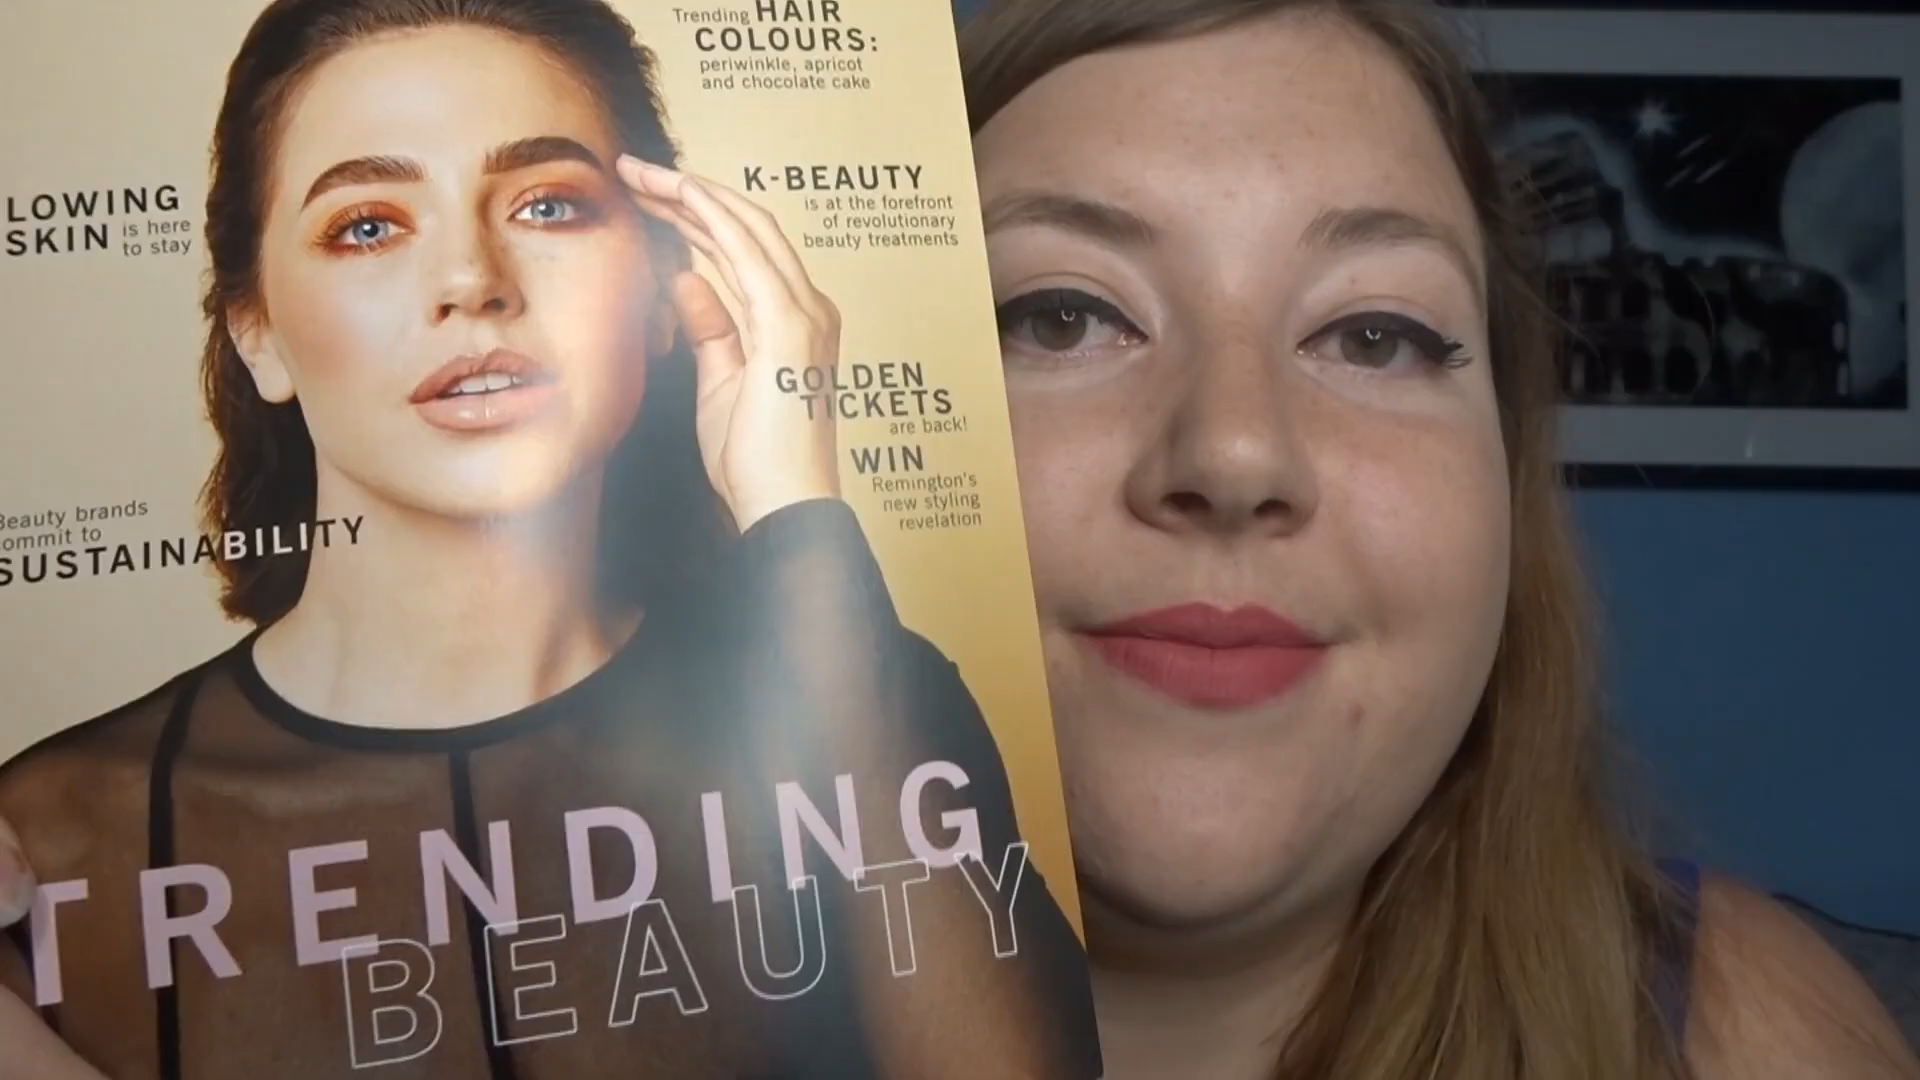 Trending HAIR
COLOURS:
periwinkle, apricot
and chocolate cake
LOWING
SKIN is here
to stay
K-BEAUTY
is at the forefront
of revolutionary
beauty treatments
GOLDEN
TICKETS
are back!
WIN
Remington's
new styling
revelation
Beauty brands
ommit to
SUSTAINABILITY
TRENDING
BEAUTY